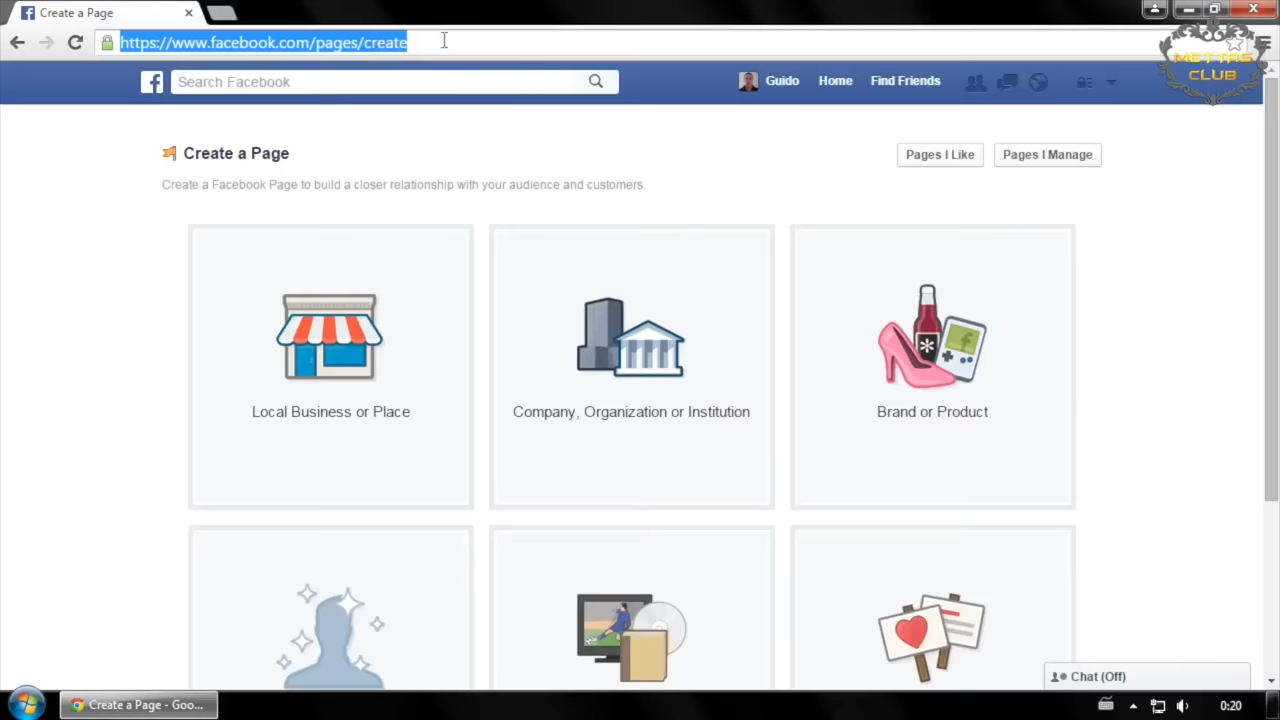 Create a Page
https://www.facebook.com/pages/create
METTRS
CLUB
Search Facebook
Guido
Home
Find Friends
Create a Page
Pages I Like
Pages I Manage
Create a Facebook Page to build a closer relationship with your audience and customers.
Local Business or Place
Company, Organization or Institution
Brand or Product
Chat (Off)
Create a Page - Goo...
0:20